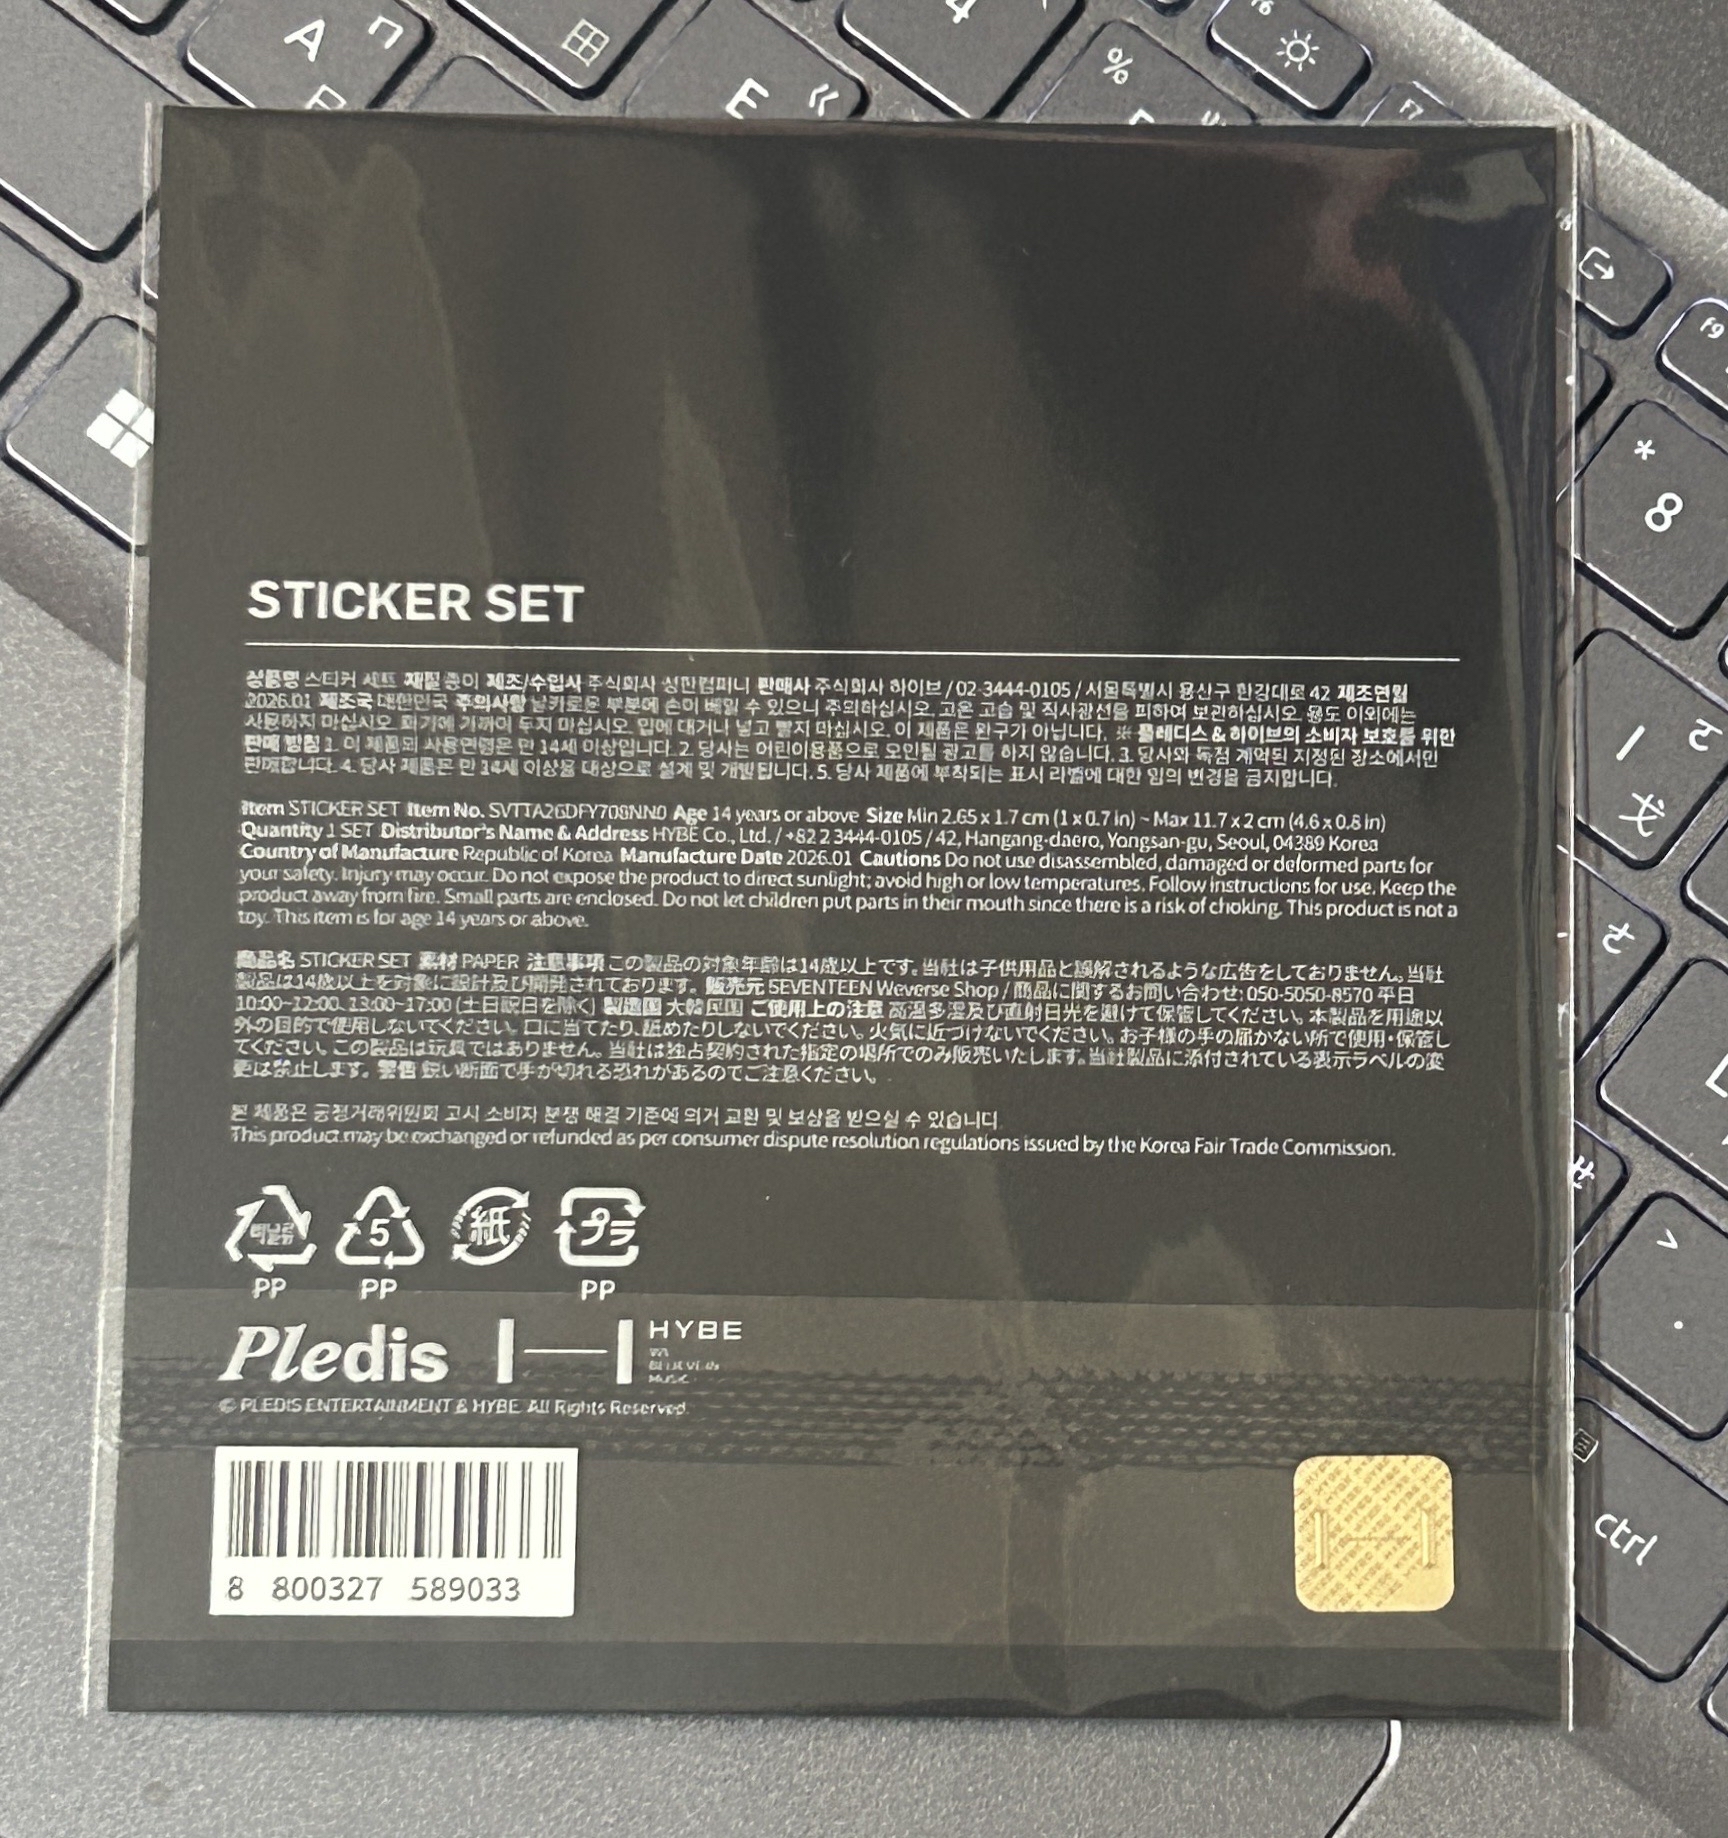 A
E
4
%
F6
F7
F9
*
8
ctrl
STICKER SET
상품명 스티커 세트 재질 종이 제조/수입사 주식회사 성한컴퍼니 판매사 주식회사 하이브 / 02-3444-0105 / 서울특별시 용산구 한강대로 42 제조연월
2026.01 제조국 대한민국 주의사항 날카로운 부분에 손이 베일 수 있으니 주의하십시오. 고온 고습 및 직사광선을 피하여 보관하십시오. 용도 이외에는
사용하지 마십시오. 화기에 가까이 두지 마십시오. 입에 대거나 넣고 빨지 마십시오. 이 제품은 완구가 아닙니다. ※ 플레디스 & 하이브의 소비자 보호를 위한
판매 방침 1. 이 제품의 사용연령은 만 14세 이상입니다. 2. 당사는 어린이용품으로 오인될 광고를 하지 않습니다. 3. 당사와 독점 계약된 지정된 장소에서만
판매합니다. 4. 당사 제품은 만 14세 이상을 대상으로 설계 및 개발됩니다. 5. 당사 제품에 부착되는 표시 라벨에 대한 임의 변경을 금지합니다.
Item STICKER SET Item No. SVTTA26DFY708NN0 Age 14 years or above Size Min 2.65 x 1.7 cm (1 x 0.7 in) ~ Max 11.7 x 2 cm (4.6 x 0.8 in)
Quantity 1 SET Distributor's Name & Address HYBE Co., Ltd. / +82 2 3444-0105 / 42, Hangang-daero, Yongsan-gu, Seoul, 04389 Korea
Country of Manufacture Republic of Korea Manufacture Date 2026.01 Cautions Do not use disassembled, damaged or deformed parts for
your safety. Injury may occur. Do not expose the product to direct sunlight; avoid high or low temperatures. Follow instructions for use. Keep the
product away from fire. Small parts are enclosed. Do not let children put parts in their mouth since there is a risk of choking. This product is not a
toy. This item is for age 14 years or above.
商品名 STICKER SET 素材 PAPER 注意事項 この製品の対象年齢は14歳以上です。当社は子供用品と誤解されるような広告をしておりません。当社
製品は14歳以上を対象に設計及び開発されております。販売元 SEVENTEEN Weverse Shop / 商品に関するお問い合わせ: 050-5050-8570 平日
10:00~12:00、13:00~17:00 (土日祝日を除く) 製造国 大韓民国 ご使用上の注意 高温多湿及び直射日光を避けて保管してください。本製品を用途以
外の目的で使用しないでください。口に当てたり、舐めたりしないでください。火気に近づけないでください。お子様の手の届かない所で使用・保管し
てください。この製品は玩具ではありません。当社は独占契約された指定の場所でのみ販売いたします。当社製品に添付されている表示ラベルの変
更は禁止します。警告 鋭い断面で手が切れる恐れがあるのでご注意ください。
본 제품은 공정거래위원회 고시 소비자 분쟁 해결 기준에 의거 교환 및 보상을 받으실 수 있습니다.
This product may be exchanged or refunded as per consumer dispute resolution regulations issued by the Korea Fair Trade Commission.
비닐류 5 紙 プラ
PP PP PP
Pledis HYBE
WE
BELIEVE IN
MUSIC
© PLEDIS ENTERTAINMENT & HYBE. All Rights Reserved.
8 800327 589033